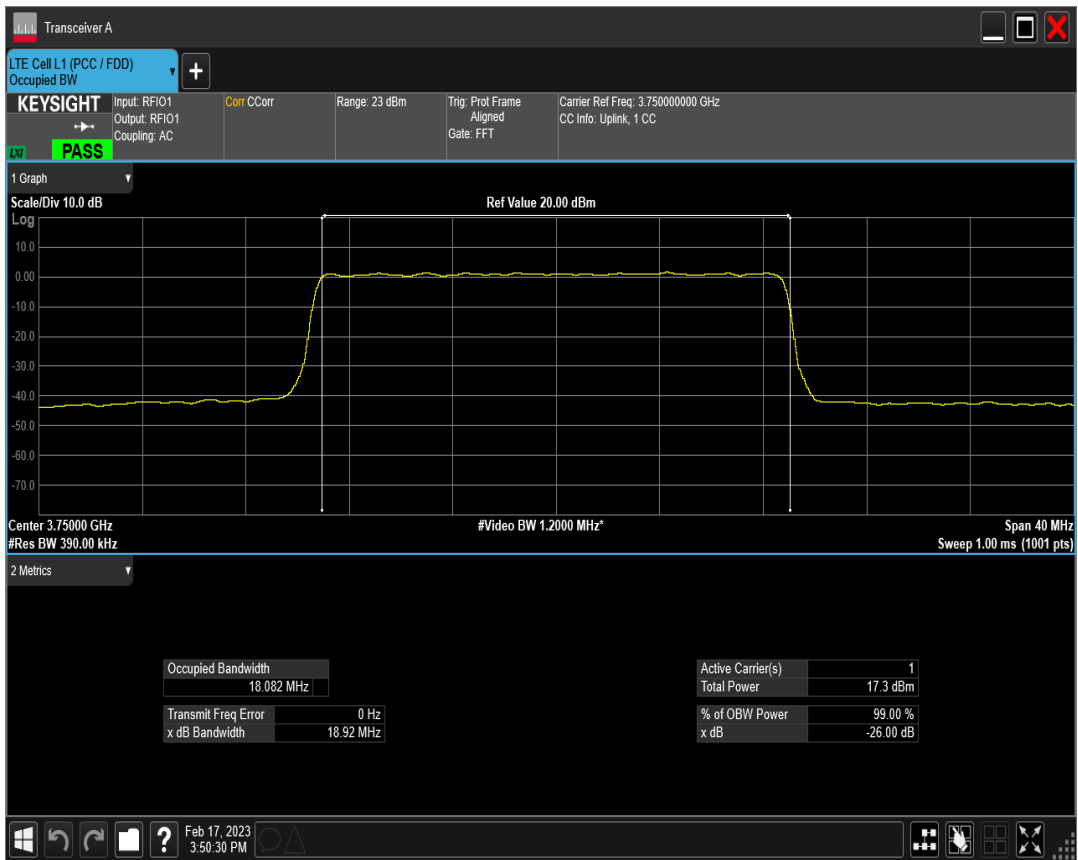 Transceiver A
LTE Cell L1 (PCC / FDD)
Occupied BW
KEYSIGHT
LXI
PASS
Input: RFIO1
Output: RFIO1
Coupling: AC
Corr CCorr
Range: 23 dBm
Trig: Prot Frame
Aligned
Gate: FFT
Carrier Ref Freq: 3.750000000 GHz
CC Info: Uplink, 1 CC
1 Graph
Scale/Div 10.0 dB
Ref Value 20.00 dBm
Log
10.0
0.00
-10.0
-20.0
-30.0
-40.0
-50.0
-60.0
-70.0
Center 3.75000 GHz
#Video BW 1.2000 MHz*
Span 40 MHz
#Res BW 390.00 kHz
Sweep 1.00 ms (1001 pts)
2 Metrics
Occupied Bandwidth
18.082 MHz
Transmit Freq Error 0 Hz
x dB Bandwidth 18.92 MHz
Active Carrier(s) 1
Total Power 17.3 dBm
% of OBW Power 99.00 %
x dB -26.00 dB
?
Feb 17, 2023
3:50:30 PM